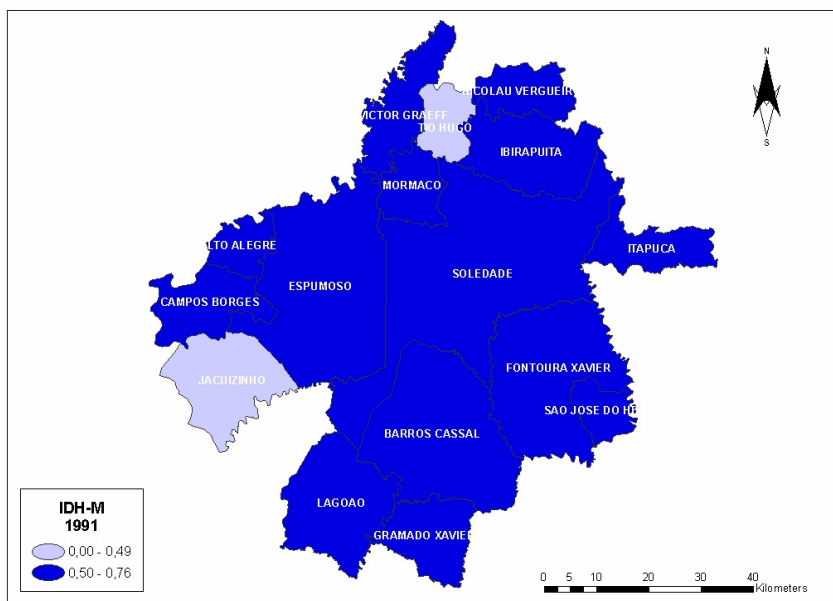 N
S
NICOLAU VERGUEIR
VICTOR GRAEFF
TIO HUGO
IBIRAPUITA
MORMACO
ITAPUCA
LTO ALEGRE
SOLEDADE
ESPUMOSO
CAMPOS BORGES
FONTOURA XAVIER
JACUIZINHO
SAO JOSE DO HE
BARROS CASSAL
LAGOAO
GRAMADO XAVIER
IDH-M
1991
0,00 - 0,49
0,50 - 0,76
0 5 10 20 30 40
Kilometers